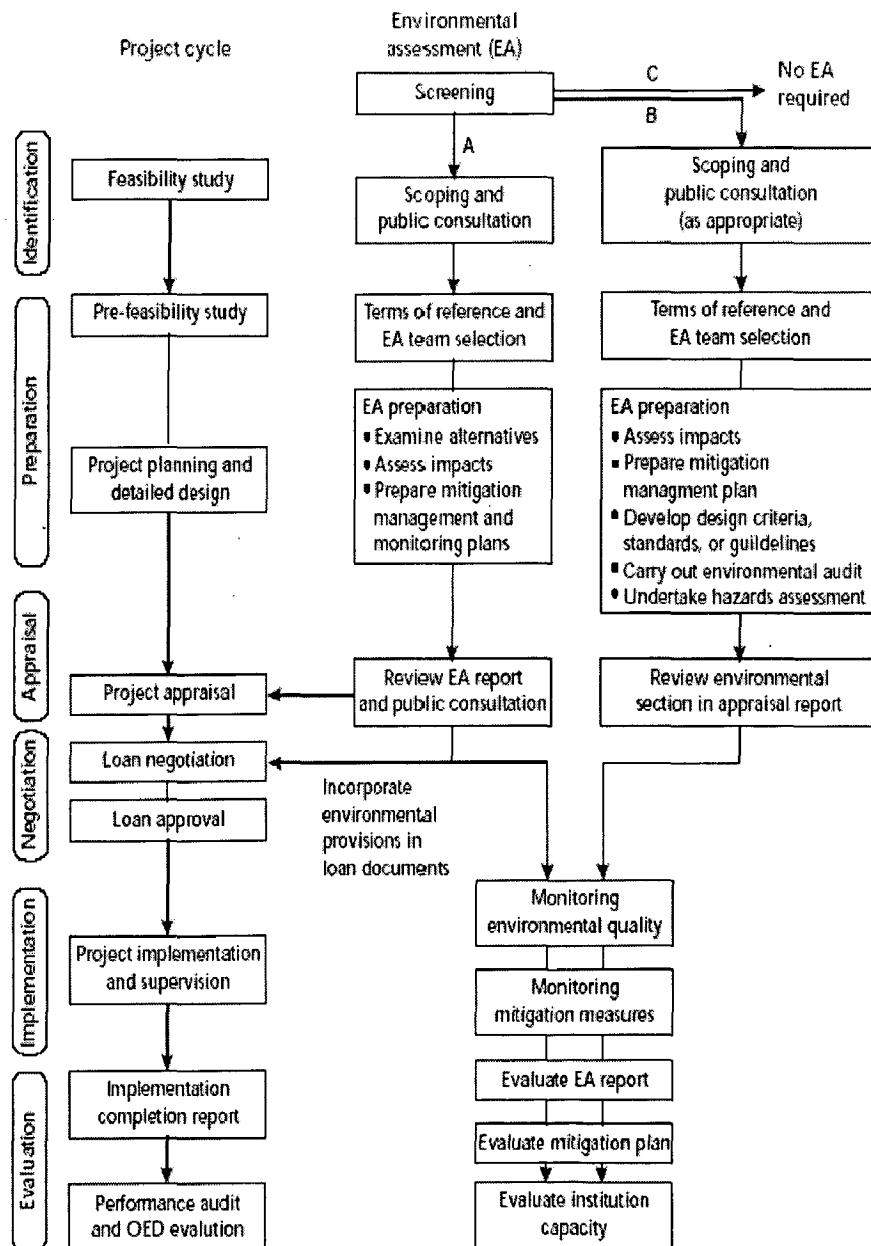 Project cycle
Environmental
assessment (EA)
Screening
C
No EA
required
B
A
Identification
Feasibility study
Scoping and
public consultation
Scoping and
public consultation
(as appropriate)
Preparation
Pre-feasibility study
Terms of reference and
EA team selection
Terms of reference and
EA team selection
Project planning and
detailed design
EA preparation
Examine alternatives
Assess impacts
Prepare mitigation
management and
monitoring plans
EA preparation
Assess impacts
Prepare mitigation
managment plan
Develop design criteria,
standards, or guildelines
Carry out environmental audit
Undertake hazards assessment
Appraisal
Project appraisal
Review EA report
and public consultation
Review environmental
section in appraisal report
Negotiation
Loan negotiation
Loan approval
Incorporate
environmental
provisions in
loan documents
Implementation
Project implementation
and supervision
Monitoring
environmental quality
Monitoring
mitigation measures
Evaluation
Implementation
completion report
Evaluate EA report
Evaluate mitigation plan
Performance audit
and OED evalution
Evaluate institution
capacity